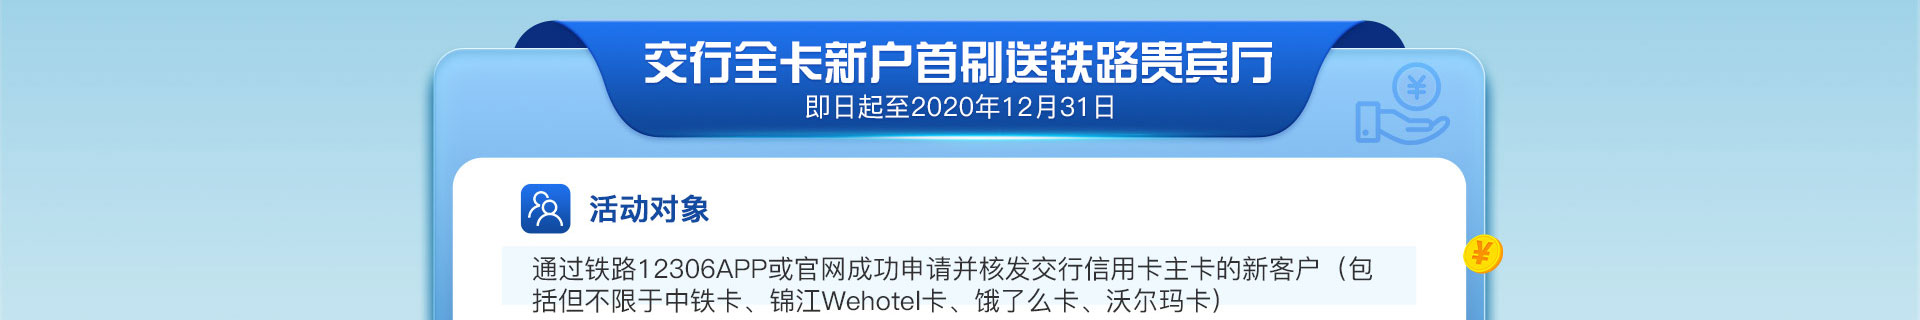 交行全卡新户首刷送铁路贵宾厅
即日起至2020年12月31日
活动对象
通过铁路12306APP或官网成功申请并核发交行信用卡主卡的新客户（包
括但不限于中铁卡、锦江Wehotel卡、饿了么卡、沃尔玛卡）